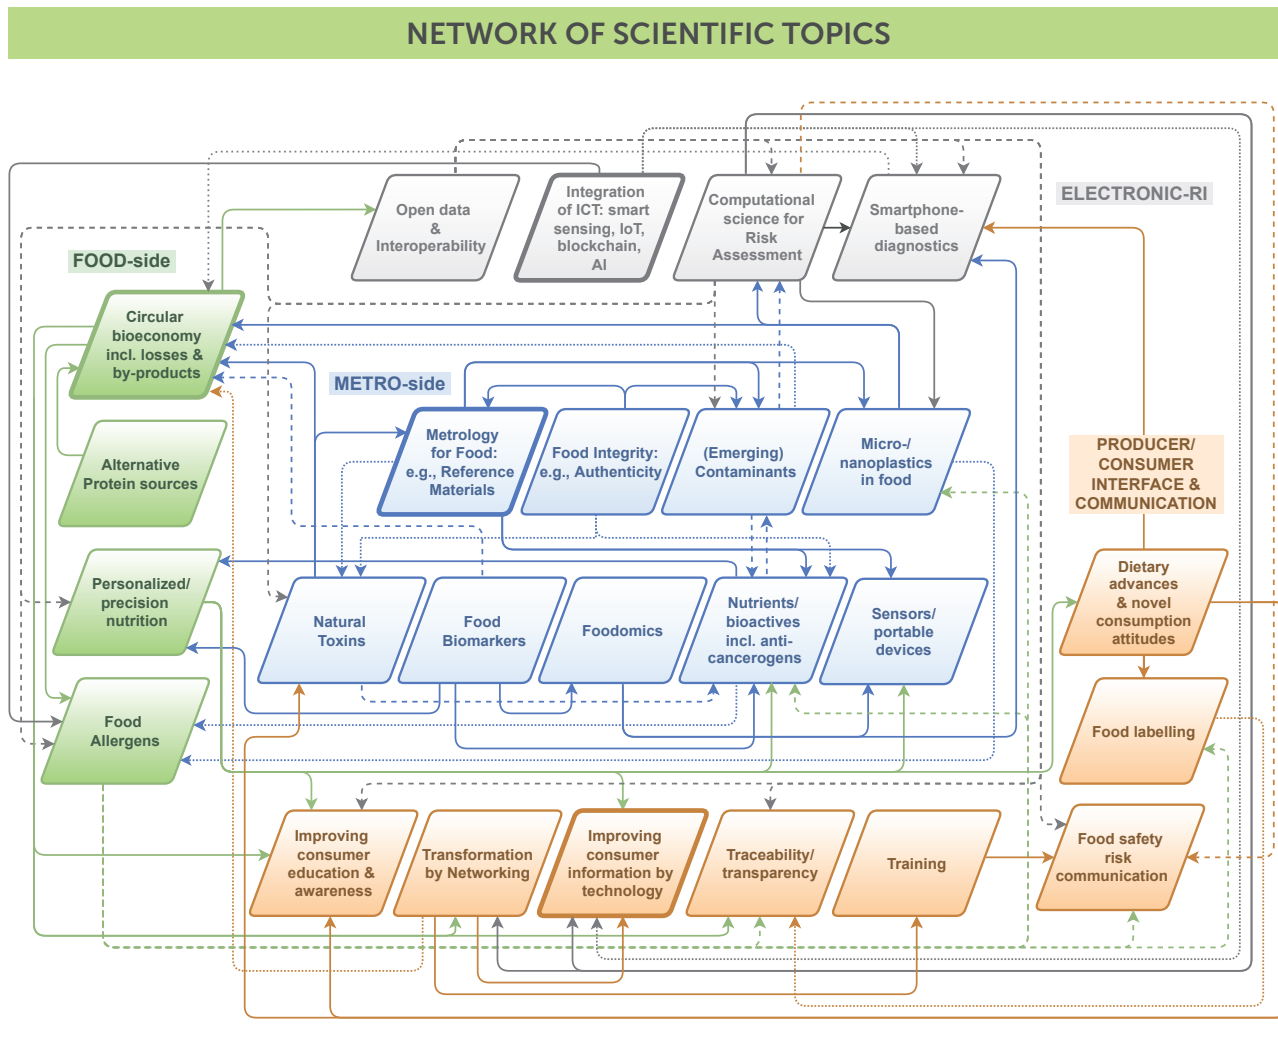 NETWORK OF SCIENTIFIC TOPICS
ELECTRONIC-RI
Open data
&
Interoperability
Integration
of ICT: smart
sensing, IoT,
blockchain,
AI
Computational
science for
Risk
Assessment
Smartphone-
based
diagnostics
FOOD-side
Circular
bioeconomy
incl. losses &
by-products
Alternative
Protein sources
Personalized/
precision
nutrition
Food
Allergens
METRO-side
Metrology
for Food:
e.g., Reference
Materials
Food Integrity:
e.g., Authenticity
(Emerging)
Contaminants
Micro-/
nanoplastics
in food
Natural
Toxins
Food
Biomarkers
Foodomics
Nutrients/
bioactives
incl. anti-
cancerogens
Sensors/
portable
devices
PRODUCER/
CONSUMER
INTERFACE &
COMMUNICATION
Dietary
advances
& novel
consumption
attitudes
Food labelling
Improving
consumer
education &
awareness
Transformation
by Networking
Improving
consumer
information by
technology
Traceability/
transparency
Training
Food safety
risk
communication